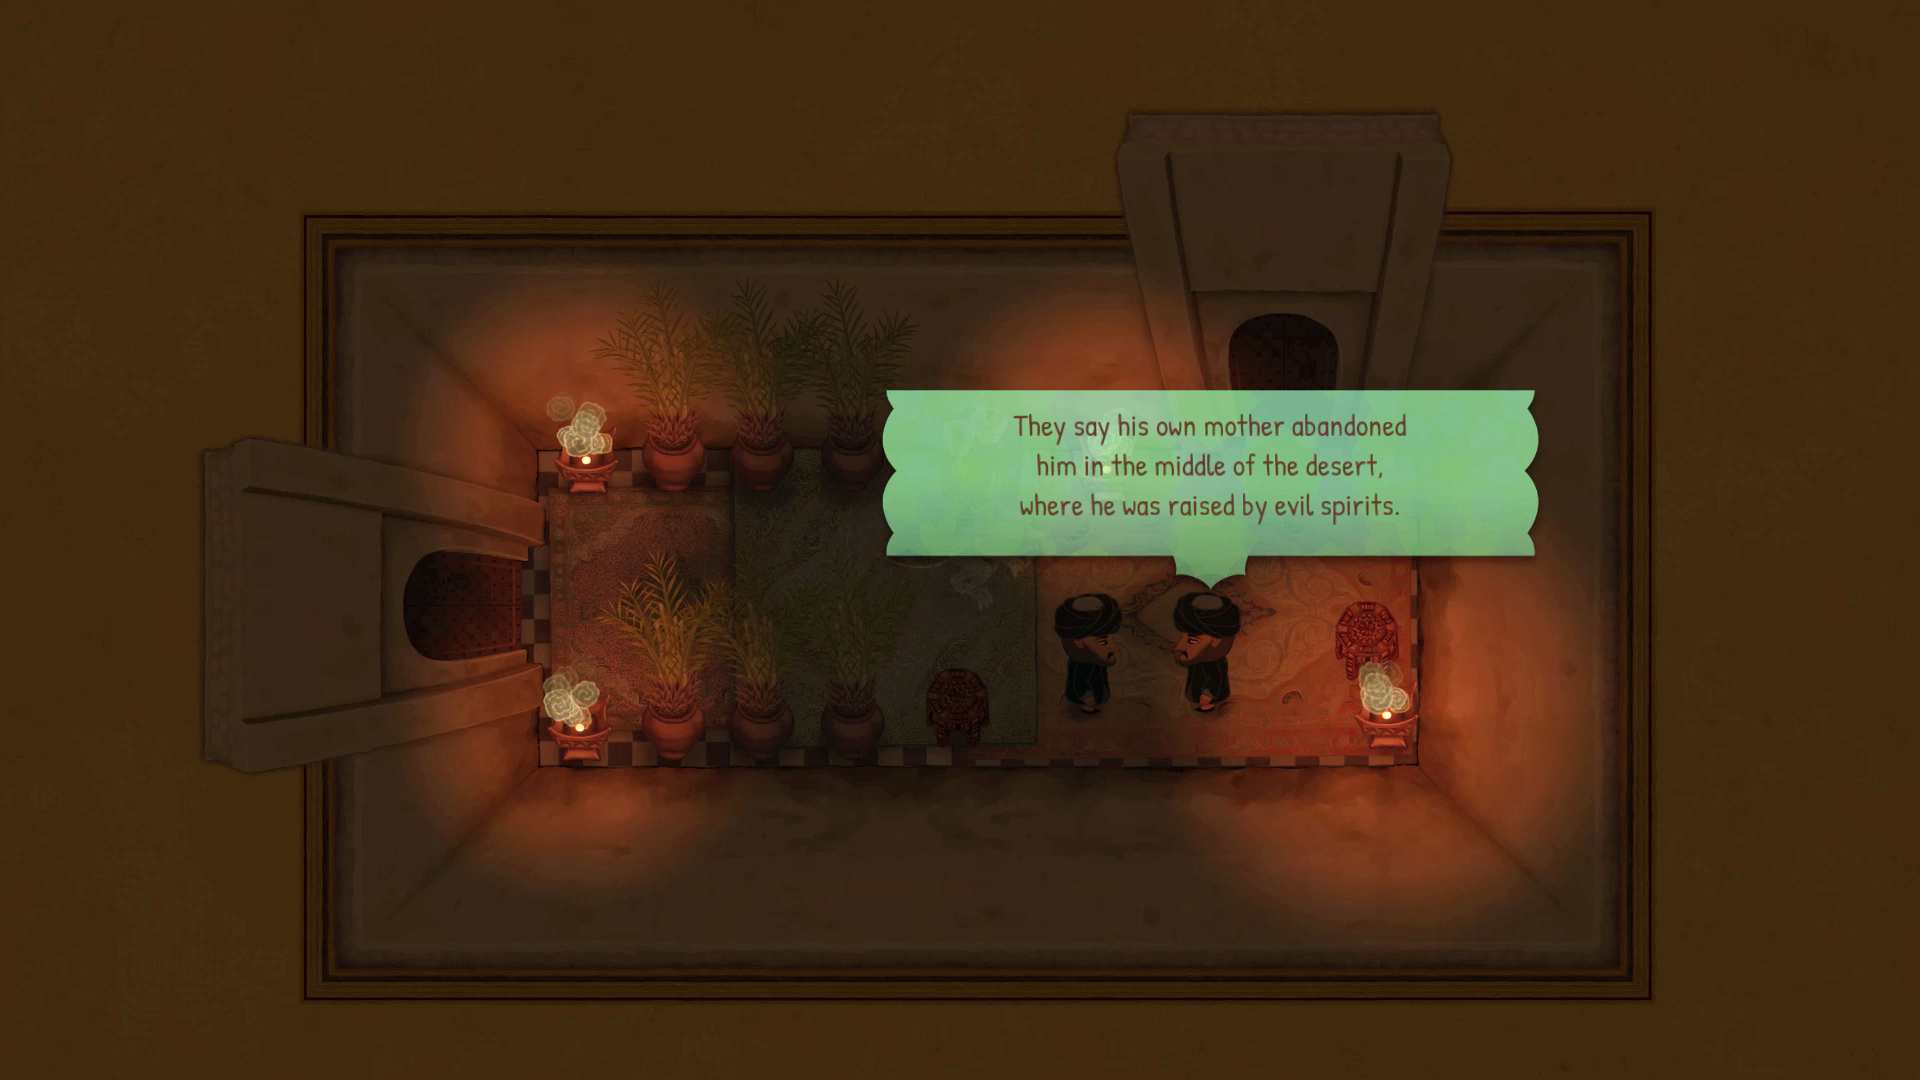 They say his own mother abandoned
him in the middle of the desert,
where he was raised by evil spirits.